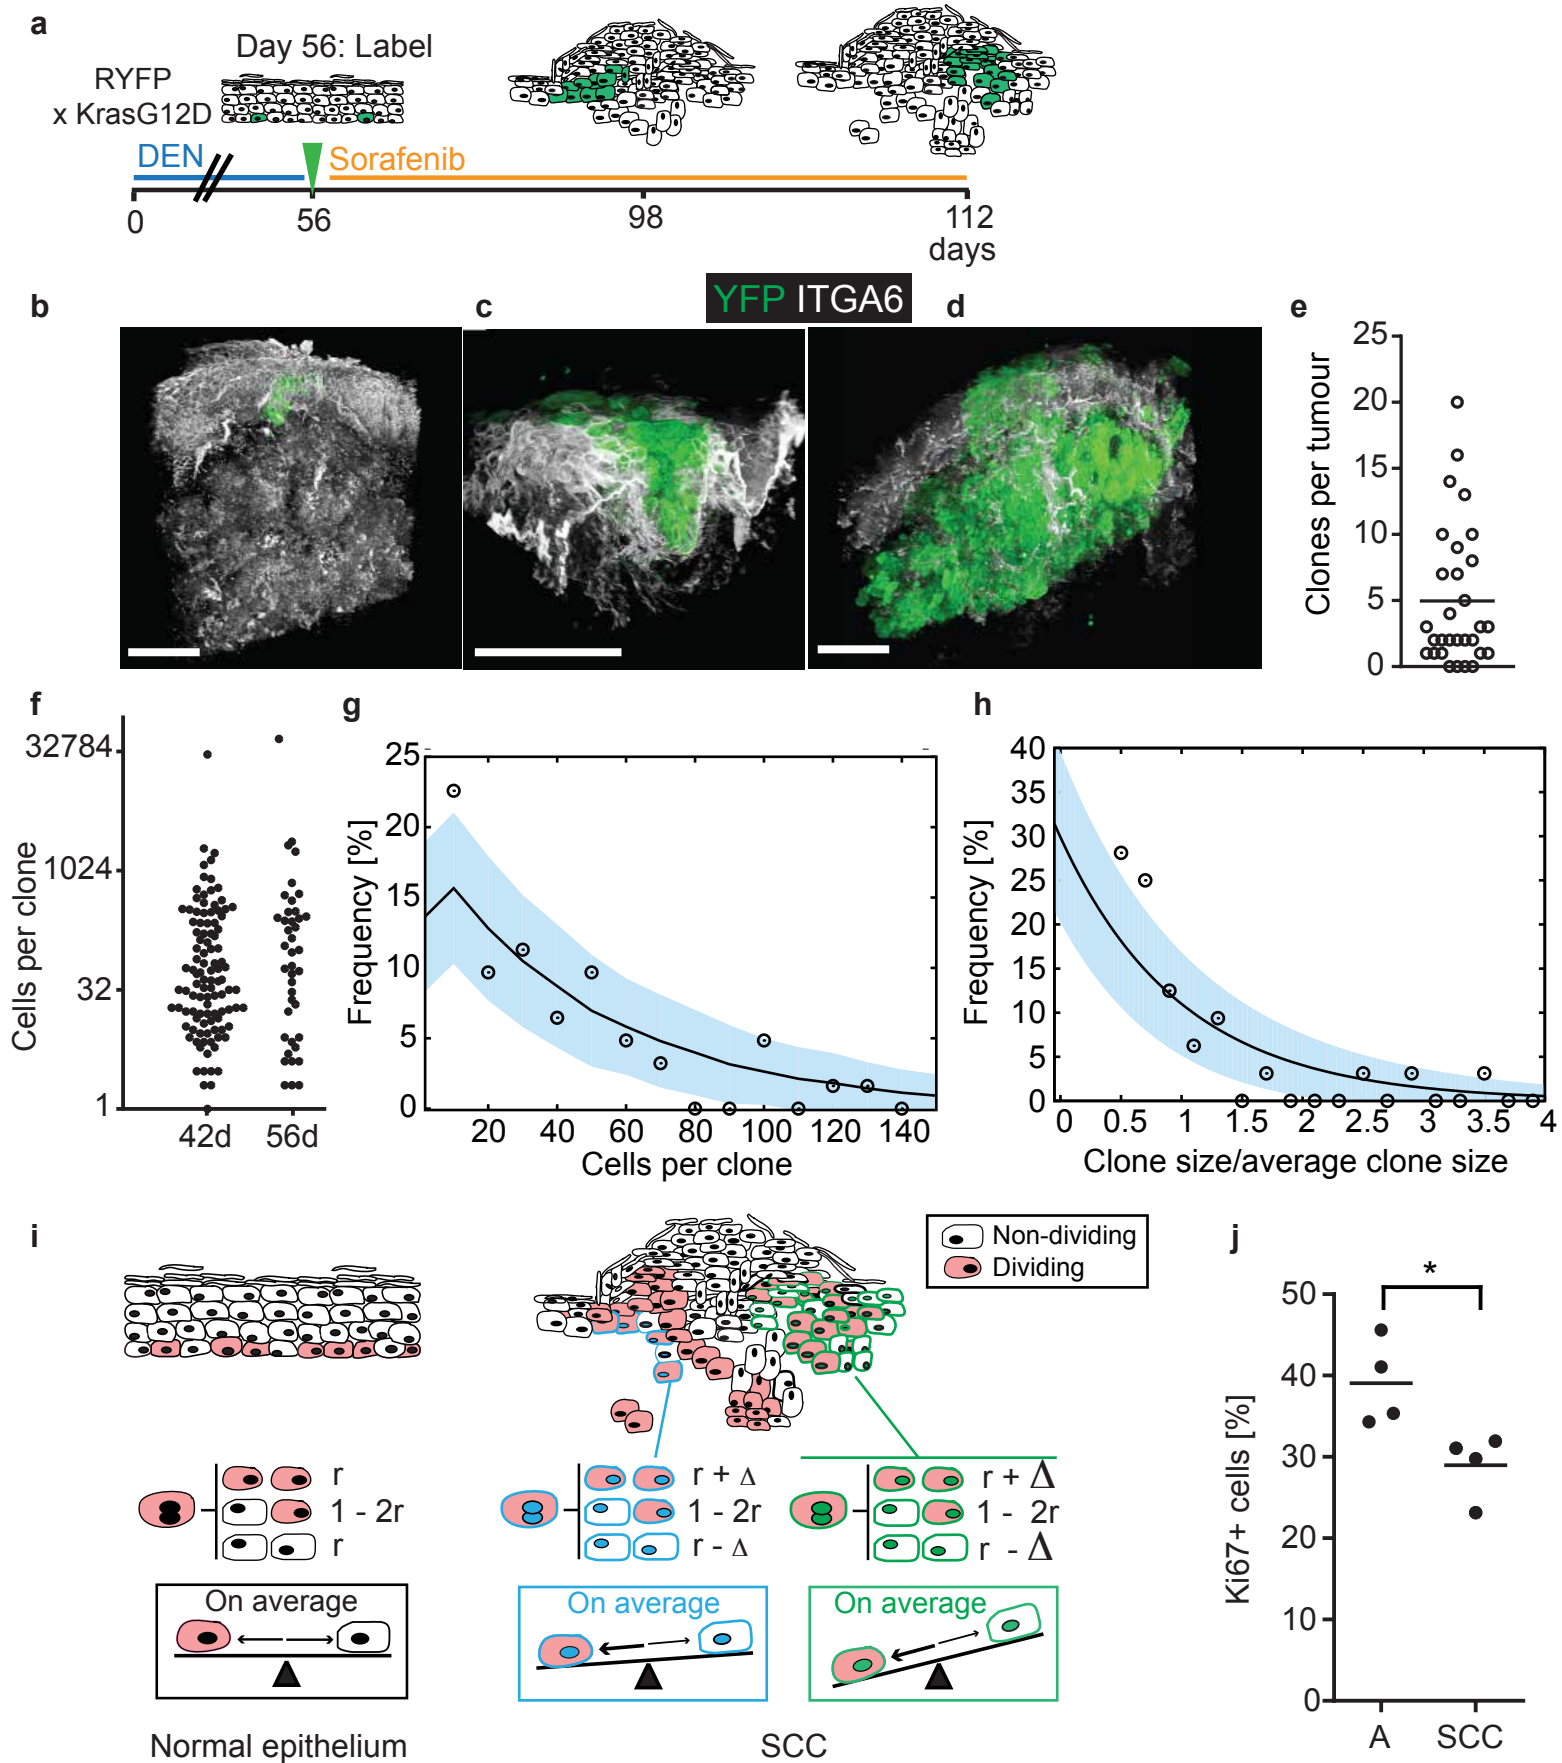 a
Day 56: Label
RYFP
x KrasG12D
DEN
Sorafenib
0
56
98
112
days
YFP ITGA6
b
c
d
e
Clones per tumour
25
20
15
10
5
0
f
Cells per clone
32784
1024
32
1
42d
56d
g
Frequency [%]
25
20
15
10
5
0
20
40
60
80
100
120
140
Cells per clone
h
Frequency [%]
40
35
30
25
20
15
10
5
0
0
0.5
1
1.5
2
2.5
3
3.5
4
Clone size/average clone size
i
Non-dividing
Dividing
r
1 - 2r
r
r + Δ
1 - 2r
r - Δ
r + Δ
1 - 2r
r - Δ
On average
On average
On average
Normal epithelium
SCC
j
*
Ki67+ cells [%]
50
40
30
20
10
0
A
SCC